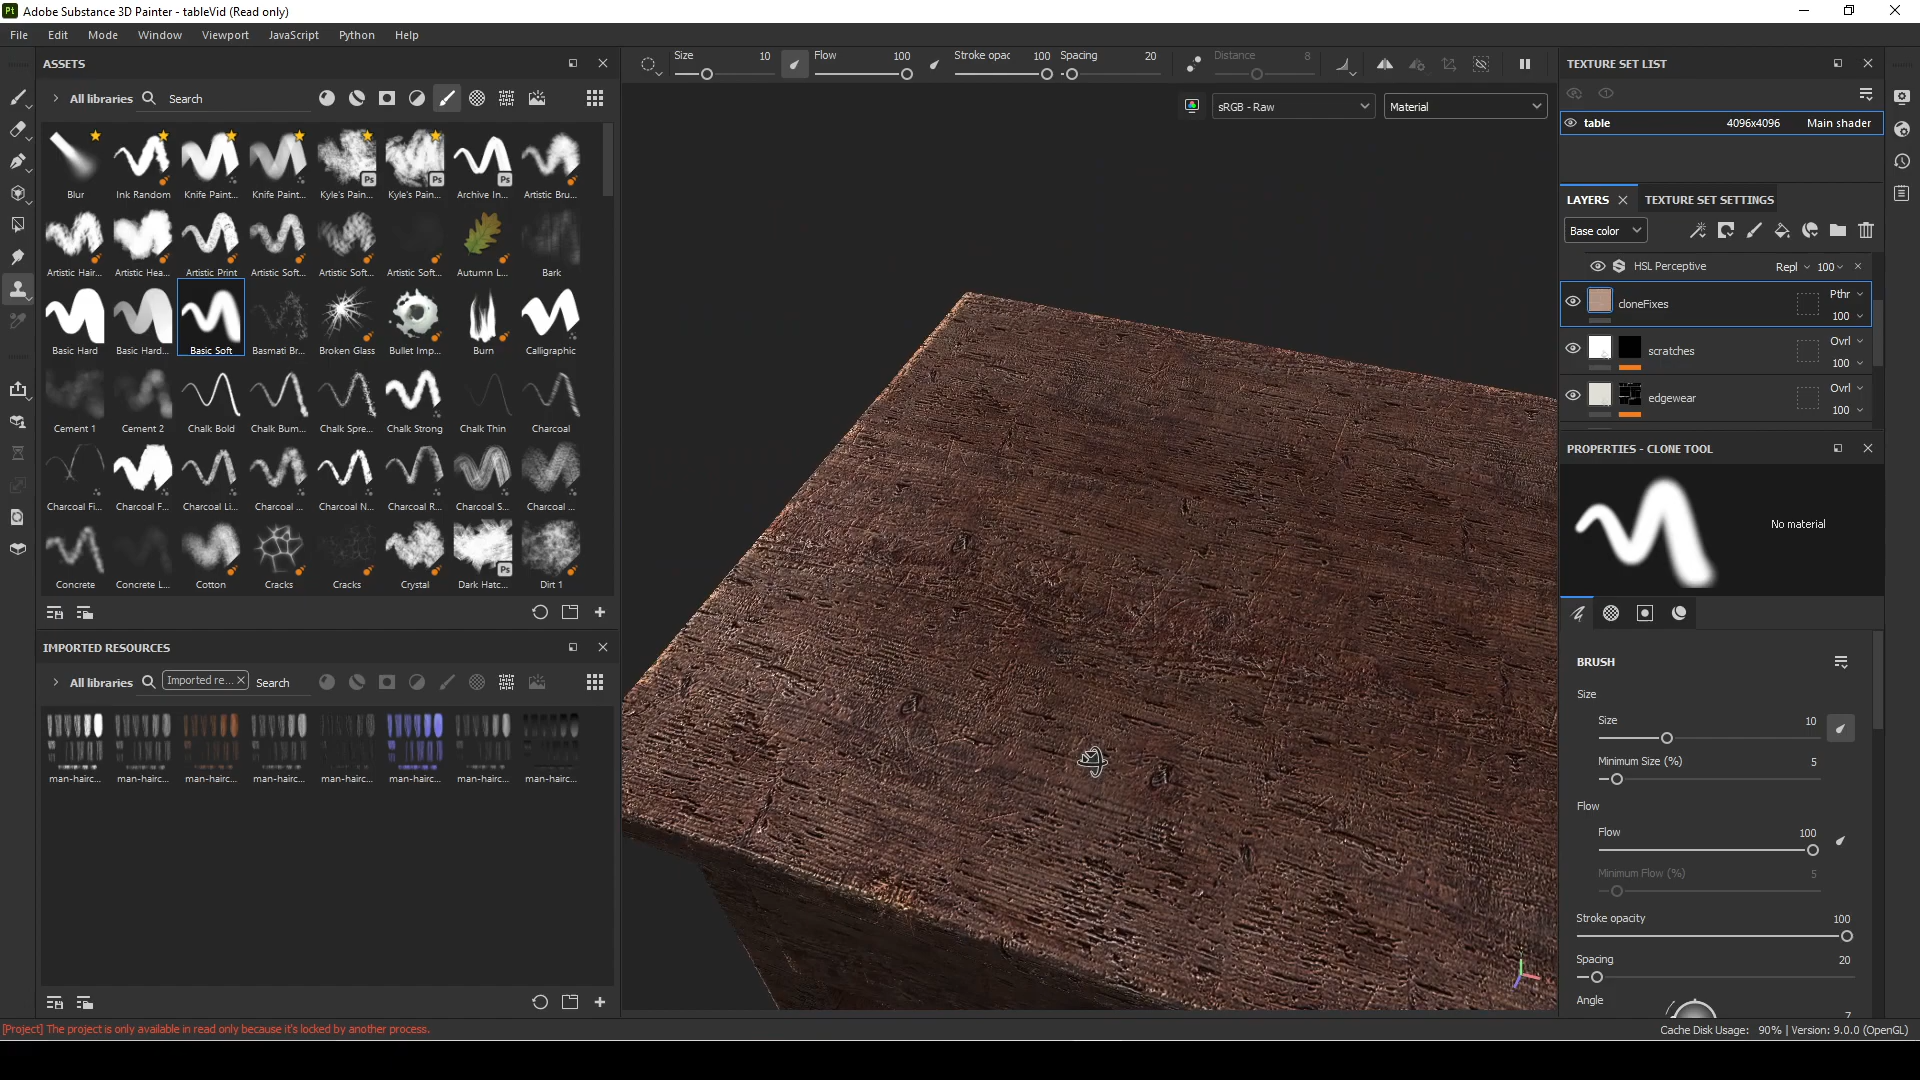 Pt Adobe Substance 3D Painter - tableVid (Read only)
File Edit Mode Window Viewport JavaScript Python Help
ASSETS
All libraries Search
Blur Ink Random Knife Paint... Knife Paint... Kyle's Pain... Kyle's Pain... Archive In... Artistic Bru...
Artistic Hair... Artistic Hea... Artistic Print Artistic Soft... Artistic Soft... Artistic Soft... Autumn L... Bark
Basic Hard Basic Hard... Basic Soft Basmati Br... Broken Glass Bullet Imp... Burn Calligraphic
Cement 1 Cement 2 Chalk Bold Chalk Bum... Chalk Spre... Chalk Strong Chalk Thin Charcoal
Charcoal Fi... Charcoal F... Charcoal Li... Charcoal ... Charcoal N... Charcoal R... Charcoal S... Charcoal ...
Concrete Concrete L... Cotton Cracks Cracks Crystal Dark Hatc... Dirt 1
IMPORTED RESOURCES
All libraries Imported re... Search
man-hairc... man-hairc... man-hairc... man-hairc... man-hairc... man-hairc... man-hairc... man-hairc...
Size 10 Flow 100 Stroke opac 100 Spacing 20 Distance 8
sRGB - Raw Material
TEXTURE SET LIST
table 4096x4096 Main shader
LAYERS TEXTURE SET SETTINGS
Base color
HSL Perceptive Repl 100
cloneFixes Pthr 100
scratches Ovrl 100
edgewear Ovrl 100
PROPERTIES - CLONE TOOL
No material
BRUSH
Size
Size 10
Minimum Size (%) 5
Flow
Flow 100
Minimum Flow (%) 5
Stroke opacity 100
Spacing 20
Angle
[Project] The project is only available in read only because it's locked by another process.
Cache Disk Usage: 90% | Version: 9.0.0 (OpenGL)